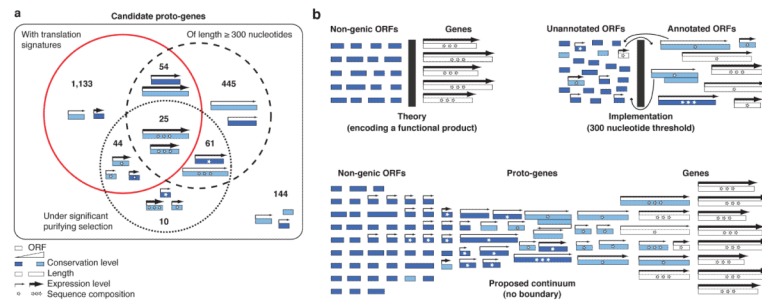 a
Candidate proto-genes
With translation
signatures
Of length ≥ 300 nucleotides
54
1,133
445
25
44
61
144
Under significant
purifying selection
10
ORF
Conservation level
Length
Expression level
Sequence composition
b
Non-genic ORFs
Genes
Theory
(encoding a functional product)
Unannotated ORFs
Annotated ORFs
Implementation
(300 nucleotide threshold)
Non-genic ORFs
Proto-genes
Genes
Proposed continuum
(no boundary)